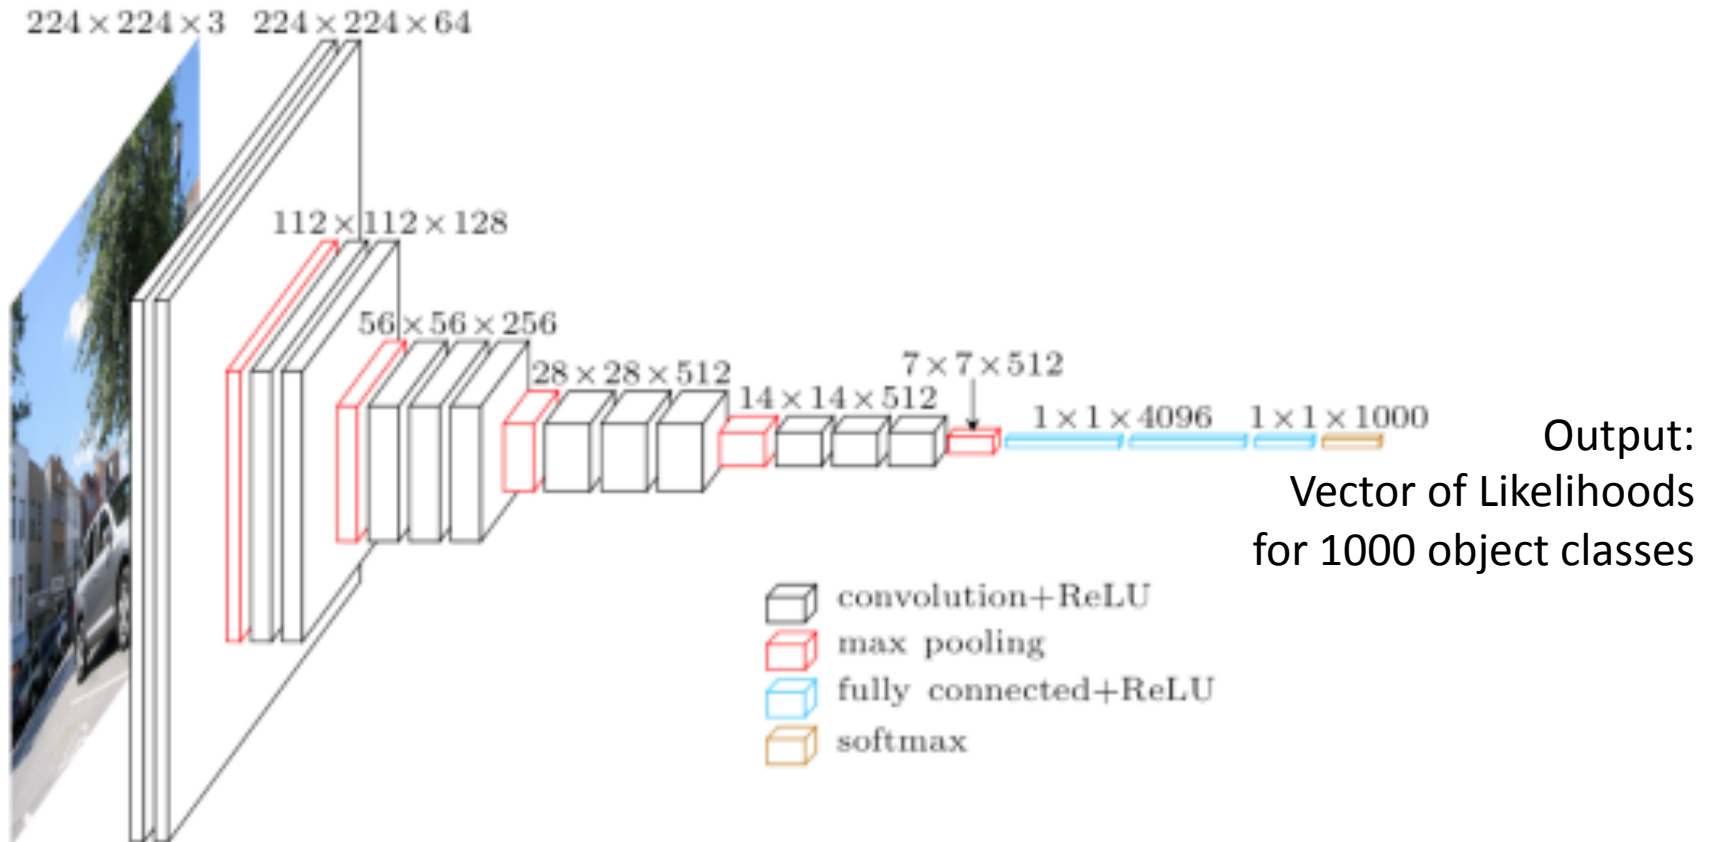 224×224×3
224×224×64
112×112×128
56×56×256
28×28×512
14×14×512
7×7×512
1×1×4096
1×1×1000
Output:
Vector of Likelihoods
for 1000 object classes
convolution+ReLU
max pooling
fully connected+ReLU
softmax